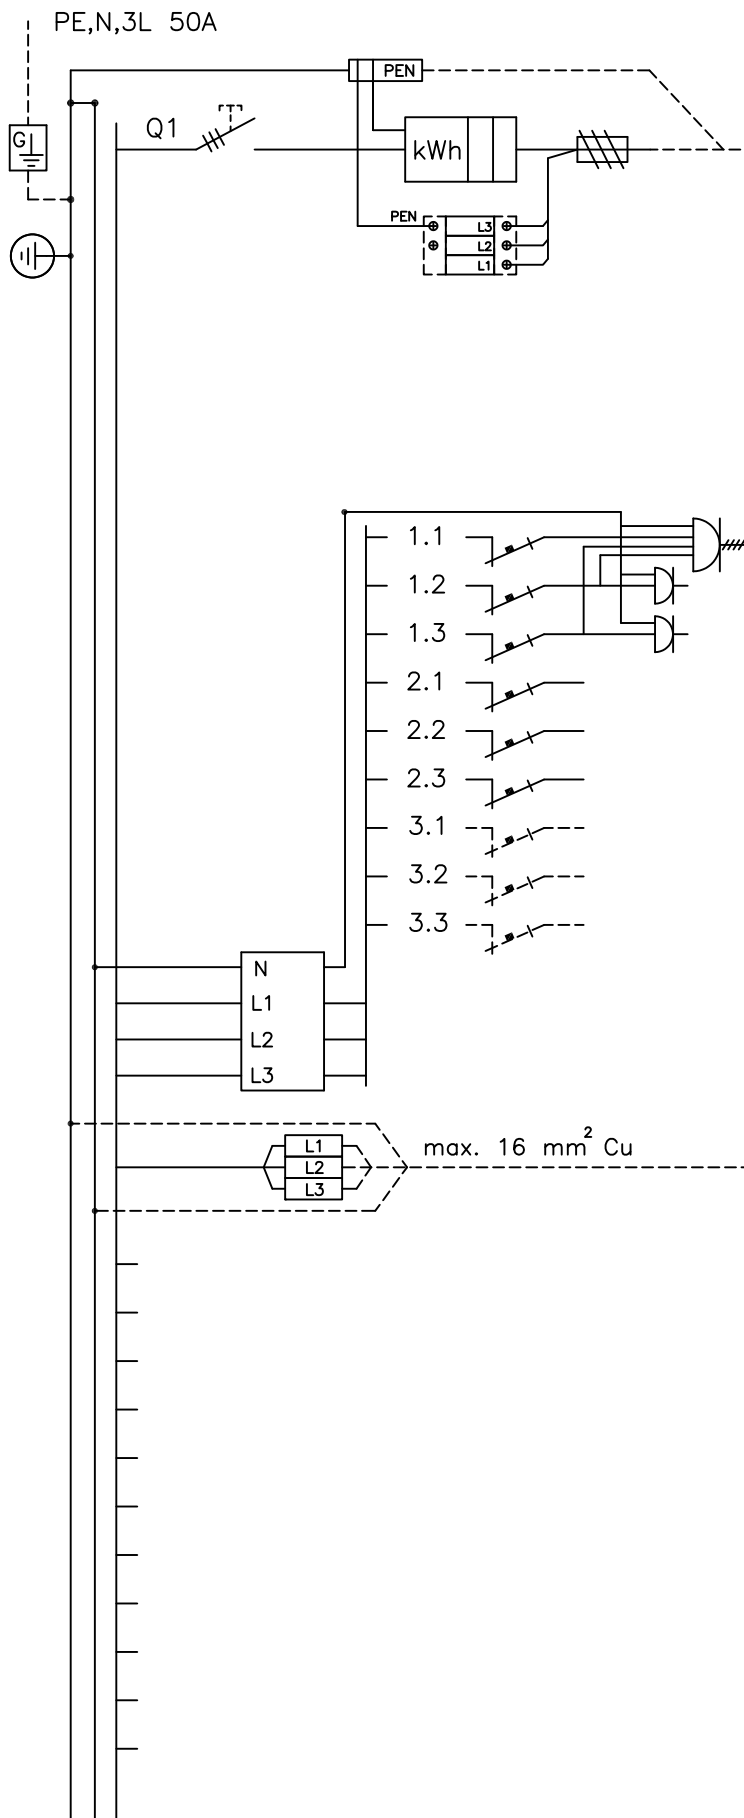 PE,N,3L 50A
PEN
Q1
G
kWh
PEN
L3
L2
L1
1.1
1.2
1.3
2.1
2.2
2.3
3.1
3.2
3.3
N
L1
L2
L3
max. 16 mm² Cu
L1
L2
L3